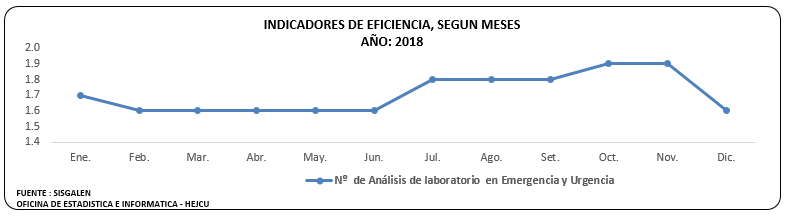 INDICADORES DE EFICIENCIA, SEGUN MESES
AÑO: 2018
2.0
1.9
1.8
1.7
1.6
1.5
1.4
Ene. Feb. Mar. Abr. May. Jun. Jul. Ago. Set. Oct. Nov. Dic.
Nº de Análisis de laboratorio en Emergencia y Urgencia
FUENTE : SISGALEN
OFICINA DE ESTADISTICA E INFORMATICA - HEJCU